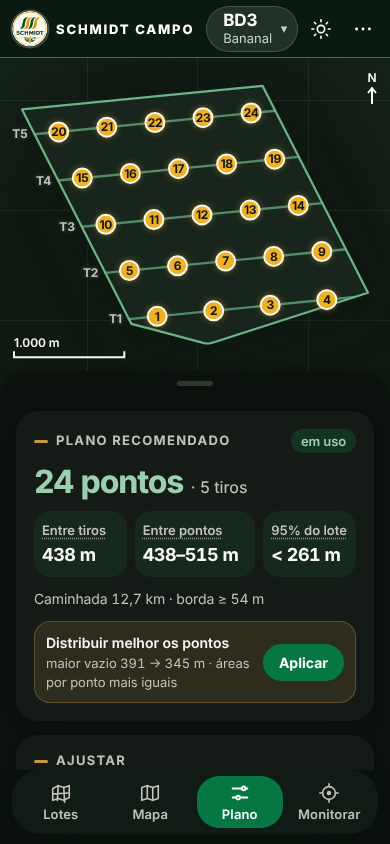 SCHMIDT
SCHMIDT CAMPO
BD3
Bananal
N
T5
20
21
22
23
24
T4
15
16
17
18
19
T3
10
11
12
13
14
T2
5
6
7
8
9
T1
1
2
3
4
1.000 m
PLANO RECOMENDADO
em uso
24 pontos · 5 tiros
Entre tiros
438 m
Entre pontos
438–515 m
95% do lote
< 261 m
Caminhada 12,7 km · borda ≥ 54 m
Distribuir melhor os pontos
maior vazio 391 → 345 m · áreas
por ponto mais iguais
Aplicar
AJUSTAR
Lotes
Mapa
Plano
Monitorar